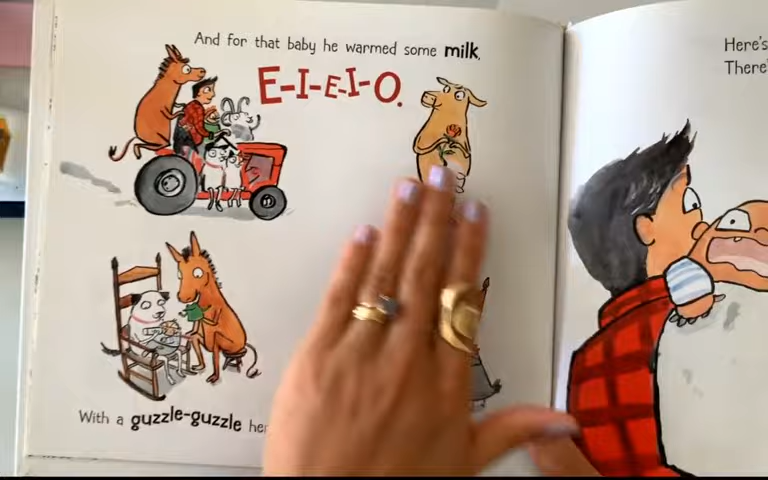 And for that baby he warmed some milk,
E-I-E-I-O.
With a guzzle-guzzle
Here's
There'